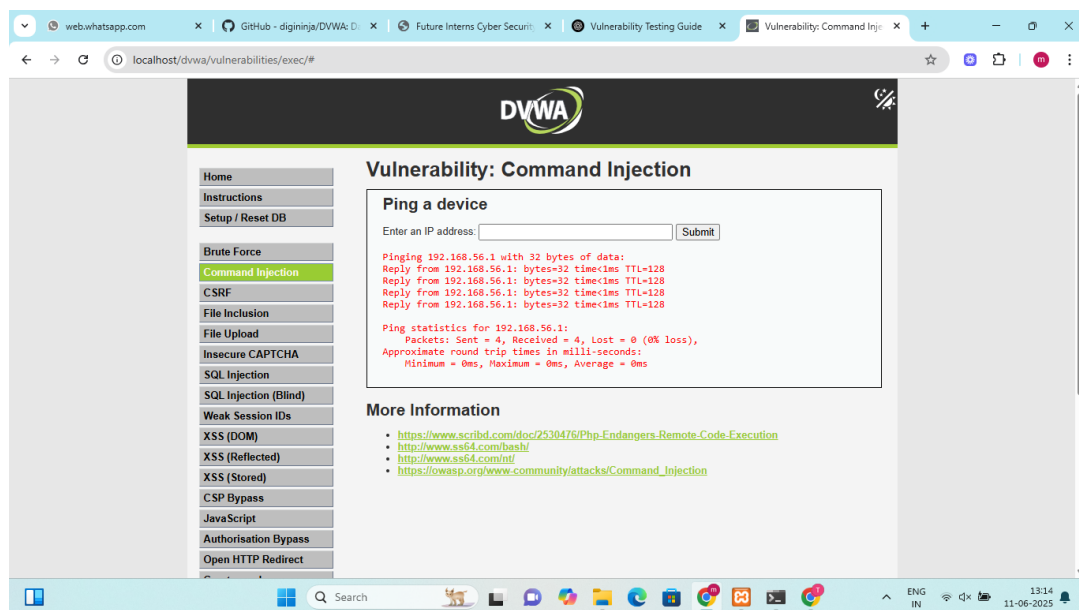 web.whatsapp.com
GitHub - digininja/DVWA: Da
Future Interns Cyber Security
Vulnerability Testing Guide
Vulnerability: Command Inje
localhost/dvwa/vulnerabilities/exec/#
m
DVWA
Home
Instructions
Setup / Reset DB
Brute Force
Command Injection
CSRF
File Inclusion
File Upload
Insecure CAPTCHA
SQL Injection
SQL Injection (Blind)
Weak Session IDs
XSS (DOM)
XSS (Reflected)
XSS (Stored)
CSP Bypass
JavaScript
Authorisation Bypass
Open HTTP Redirect
Vulnerability: Command Injection
Ping a device
Enter an IP address:
Submit
Pinging 192.168.56.1 with 32 bytes of data:
Reply from 192.168.56.1: bytes=32 time<1ms TTL=128
Reply from 192.168.56.1: bytes=32 time<1ms TTL=128
Reply from 192.168.56.1: bytes=32 time<1ms TTL=128
Reply from 192.168.56.1: bytes=32 time<1ms TTL=128
Ping statistics for 192.168.56.1:
Packets: Sent = 4, Received = 4, Lost = 0 (0% loss),
Approximate round trip times in milli-seconds:
Minimum = 0ms, Maximum = 0ms, Average = 0ms
More Information
https://www.scribd.com/doc/2530476/Php-Endangers-Remote-Code-Execution
http://www.ss64.com/bash/
http://www.ss64.com/nt/
https://owasp.org/www-community/attacks/Command_Injection
Search
ENG
IN
13:14
11-06-2025